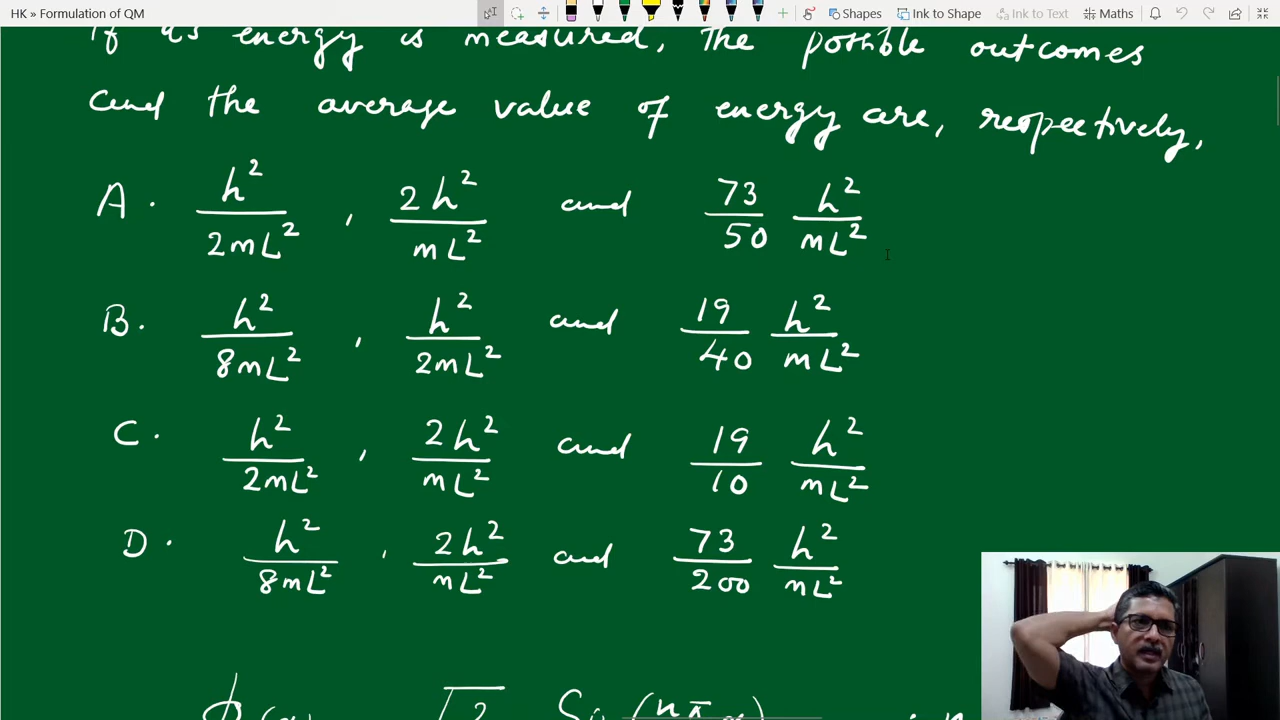 HK » Formulation of QM
Shapes Ink to Shape Ink to Text Maths
If its energy is measured, the possible outcomes
and the average value of energy are, respectively,
A. h²/2mL² , 2h²/mL² and 73/50 h²/mL²
B. h²/8mL² , h²/2mL² and 19/40 h²/mL²
C. h²/2mL² , 2h²/mL² and 19/10 h²/mL²
D. h²/8mL² , 2h²/mL² and 73/200 h²/mL²